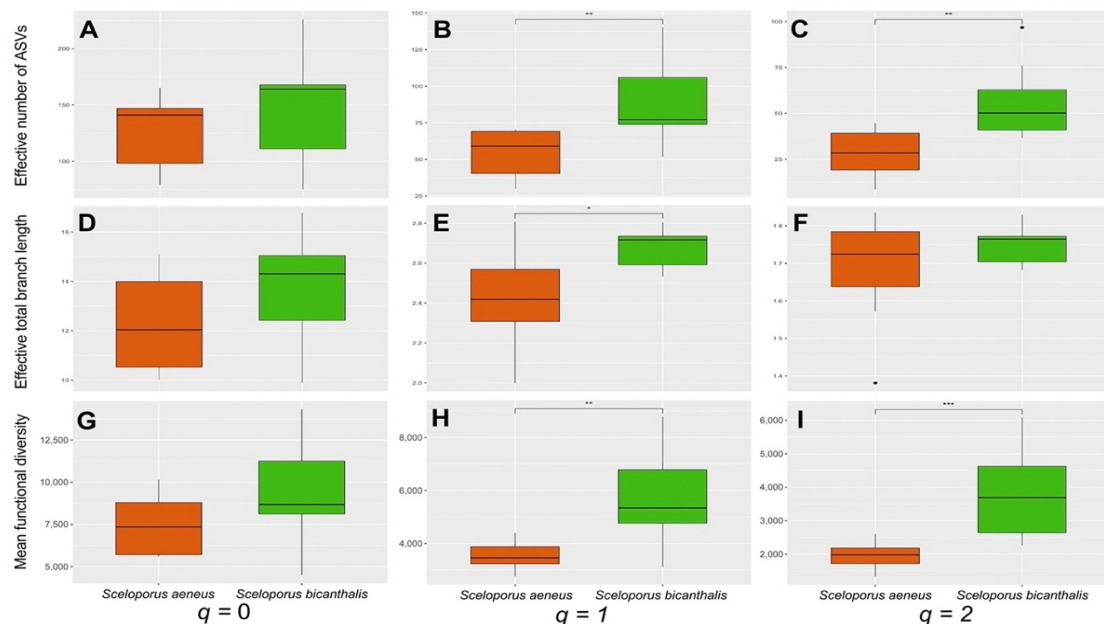 Effective number of ASVs
A
200
150
100
B
**
150
125
100
75
50
25
C
**
100
75
50
25
Effective total branch length
D
16
14
12
10
E
*
2.8
2.6
2.4
2.2
2.0
F
1.8
1.7
1.6
1.5
1.4
Mean functional diversity
G
12,500
10,000
7,500
5,000
H
**
8,000
6,000
4,000
I
***
6,000
5,000
4,000
3,000
2,000
Sceloporus aeneus Sceloporus bicanthalis
Sceloporus aeneus Sceloporus bicanthalis
Sceloporus aeneus Sceloporus bicanthalis
q = 0
q = 1
q = 2